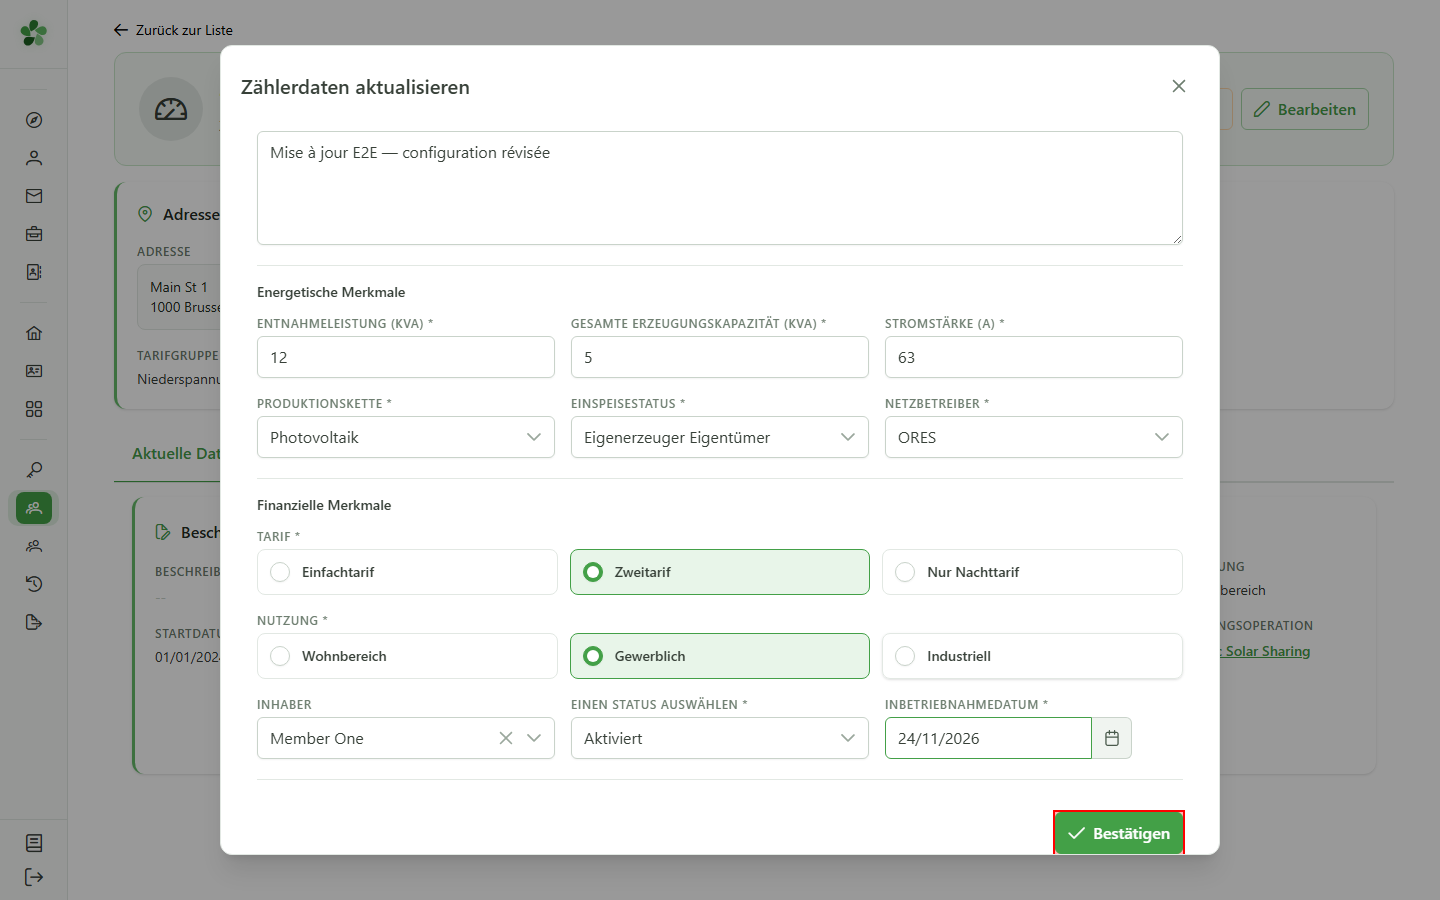 Zurück zur Liste
Bearbeiten
Zählerdaten aktualisieren
Mise à jour E2E — configuration révisée
Adresse
ADRESSE
Main St 1
1000 Brusse
TARIFGRUPPE
Niederspannu
Energetische Merkmale
ENTNAHMELEISTUNG (KVA) *
GESAMTE ERZEUGUNGSKAPAZITÄT (KVA) *
STROMSTÄRKE (A) *
12
5
63
PRODUKTIONSKETTE *
EINSPEISESTATUS *
NETZBETREIBER *
Photovoltaik
Eigenerzeuger Eigentümer
ORES
Aktuelle Dat
Finanzielle Merkmale
TARIF *
Einfachtarif
Zweitarif
Nur Nachttarif
NUTZUNG *
Wohnbereich
Gewerblich
Industriell
INHABER
EINEN STATUS AUSWÄHLEN *
INBETRIEBNAHMEDATUM *
Member One
Aktiviert
24/11/2026
Besch
BESCHREIB
--
STARTDATU
01/01/202
UNG
bereich
NGSOPERATION
: Solar Sharing
Bestätigen